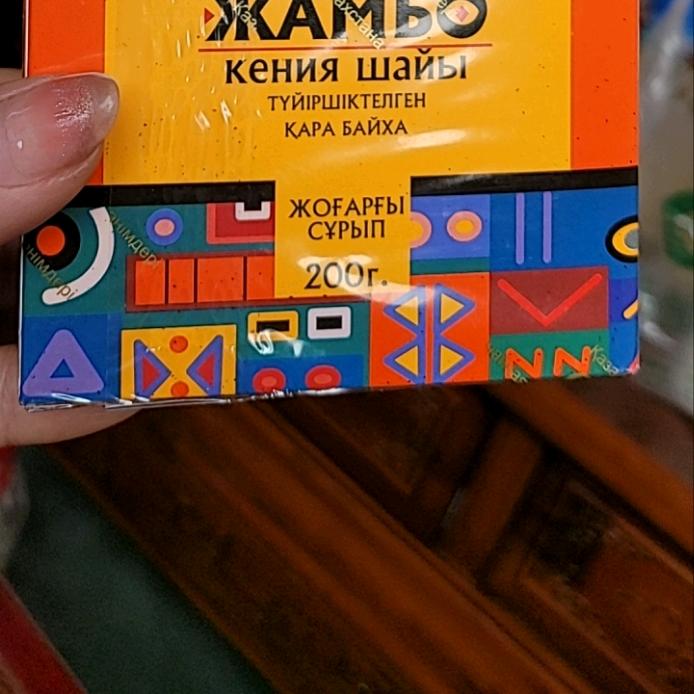 ЖАМБО
кения шайы
ТҮЙІРШІКТЕЛГЕН
ҚАРА БАЙХА
ЖОҒАРҒЫ
СҰРЫП
200г.